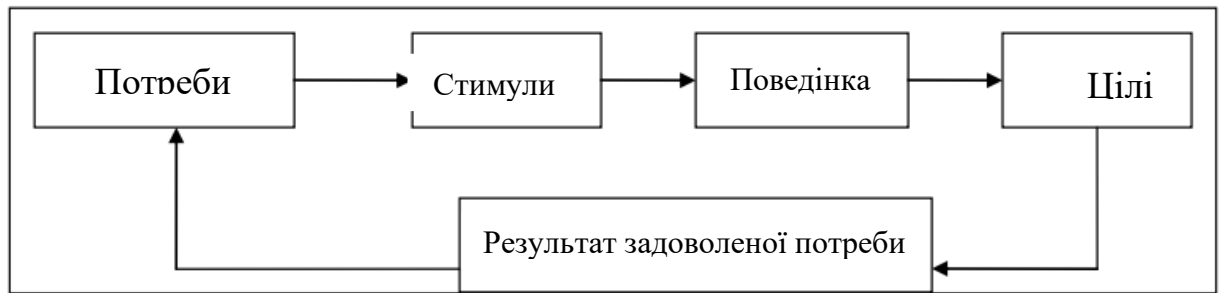 Потреби
Стимули
Поведінка
Цілі
Результат задоволеної потреби